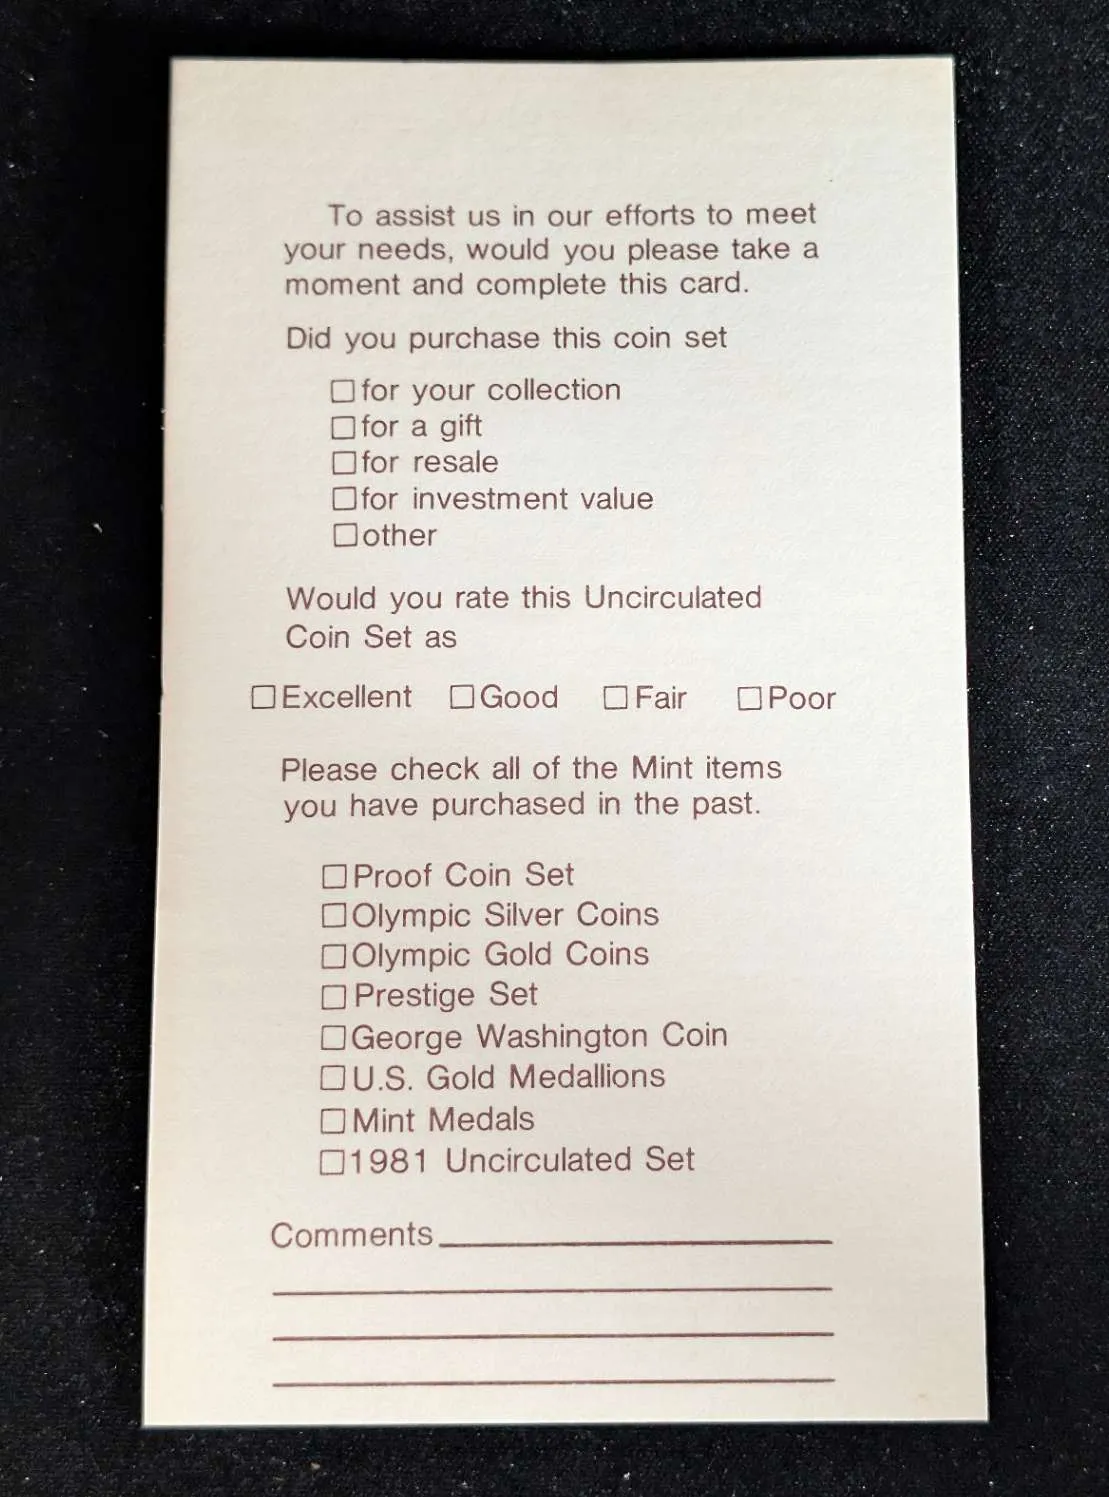 To assist us in our efforts to meet
your needs, would you please take a
moment and complete this card.
Did you purchase this coin set
☐ for your collection
☐ for a gift
☐ for resale
☐ for investment value
☐ other
Would you rate this Uncirculated
Coin Set as
☐ Excellent ☐ Good ☐ Fair ☐ Poor
Please check all of the Mint items
you have purchased in the past.
☐ Proof Coin Set
☐ Olympic Silver Coins
☐ Olympic Gold Coins
☐ Prestige Set
☐ George Washington Coin
☐ U.S. Gold Medallions
☐ Mint Medals
☐ 1981 Uncirculated Set
Comments